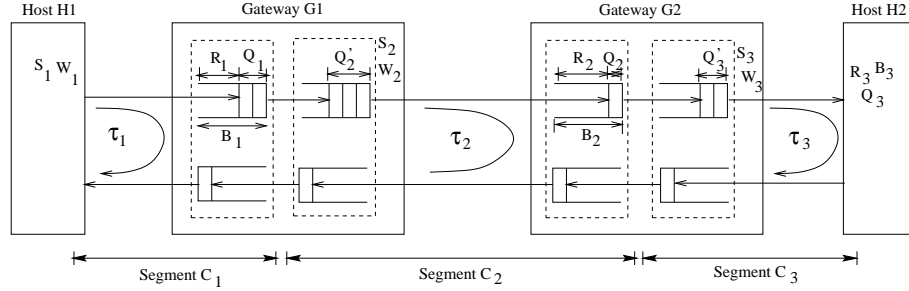 Host H1
Gateway G1
Gateway G2
Host H2
S1 W1
R1 Q1
Q'2
S2
W2
R2 Q2
Q'3
S3
W3
R3 B3
Q3
τ1
B1
τ2
B2
τ3
Segment C1
Segment C2
Segment C3